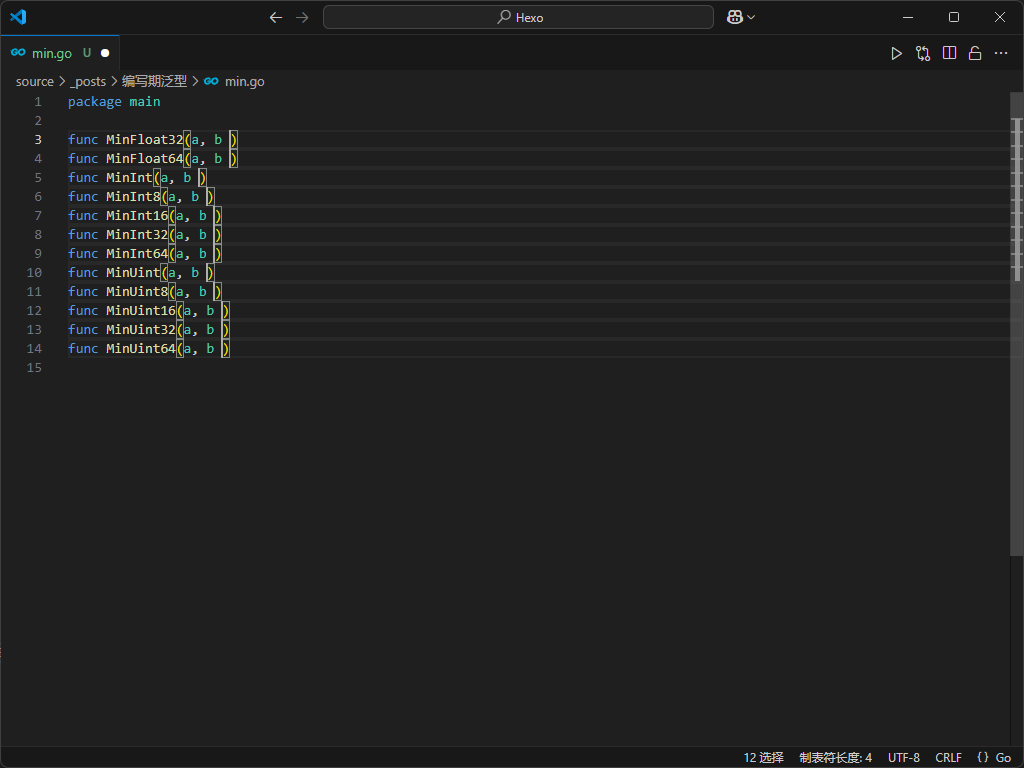 Hexo
min.go U
source > _posts > 编写期泛型 > min.go
1 package main
2
3 func MinFloat32(a, b )
4 func MinFloat64(a, b )
5 func MinInt(a, b )
6 func MinInt8(a, b )
7 func MinInt16(a, b )
8 func MinInt32(a, b )
9 func MinInt64(a, b )
10 func MinUint(a, b )
11 func MinUint8(a, b )
12 func MinUint16(a, b )
13 func MinUint32(a, b )
14 func MinUint64(a, b )
15
12 选择 制表符长度: 4 UTF-8 CRLF {} Go